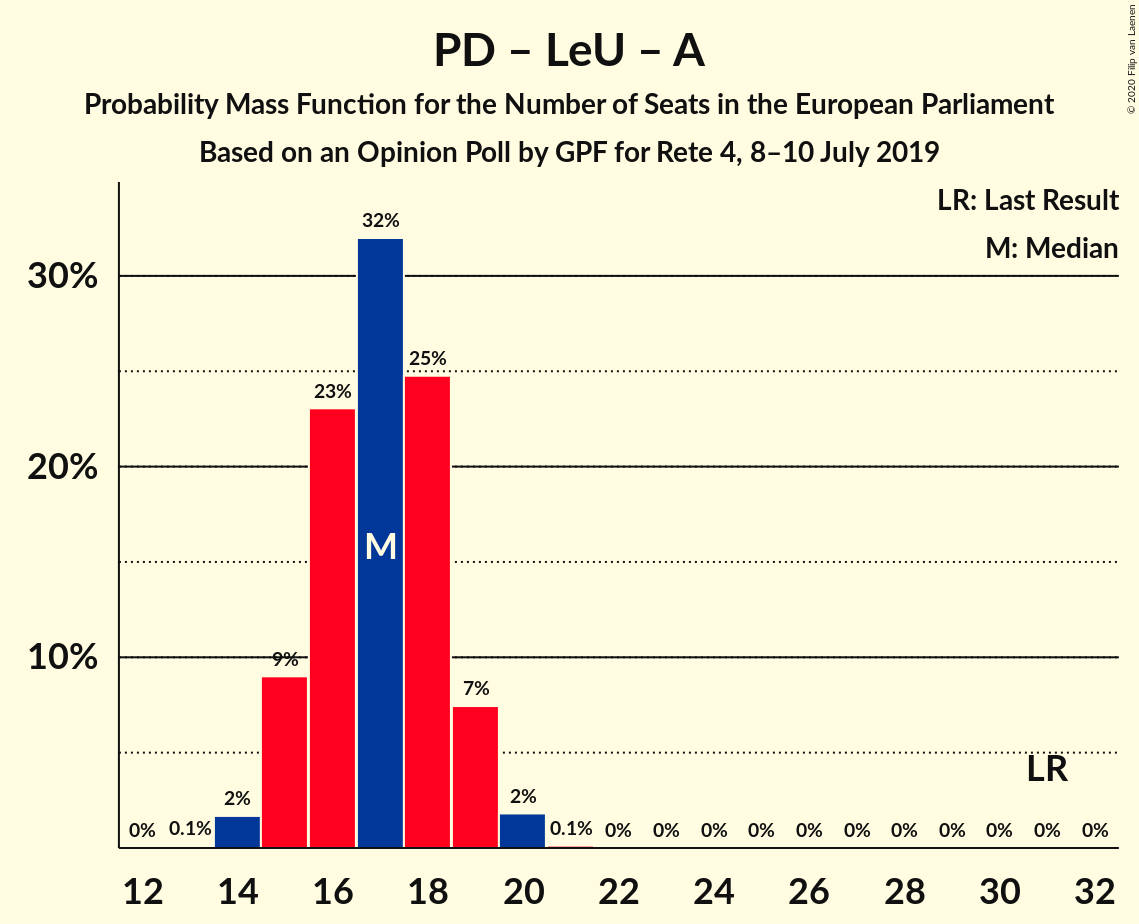 PD – LeU – A
Probability Mass Function for the Number of Seats in the European Parliament
Based on an Opinion Poll by GPF for Rete 4, 8–10 July 2019
© 2020 Filip van Laenen
LR: Last Result
M: Median
30%
20%
10%
0% 0.1% 2% 9% 23% 32% 25% 7% 2% 0.1% 0% 0% 0% 0% 0% 0% 0% 0% 0% 0% 0%
M
LR
12 14 16 18 20 22 24 26 28 30 32